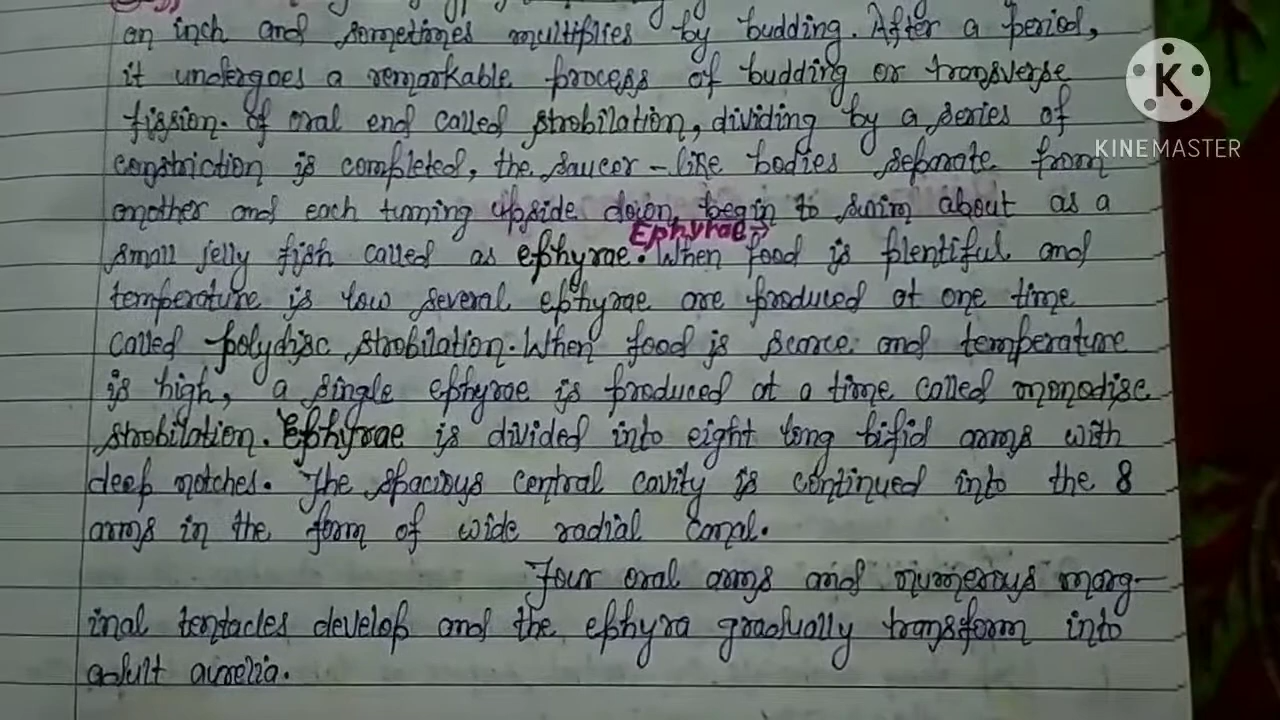 an inch and sometimes multiplies by budding. After a period,
it undergoes a remarkable process of budding or transverse
fission. of oral end called strobilation, dividing by a series of
constriction is completed, the saucer-like bodies separate from
another and each turning upside down, begin to swim about as a
Ephyrae⇒
small jelly fish called as ephyrae. When food is plentiful and
temperature is low several ephyrae are produced at one time
called polydisc strobilation. When food is scarce and temperature
is high, a single ephyrae is produced at a time called monodisc
strobilation. Ephyrae is divided into eight long bifid arms with
deep notches. The spacious central cavity is continued into the 8
arms in the form of wide radial canal.
Four oral arms and numerous marg-
inal tentacles develop and the ephyra gradually transform into
adult aurelia.
K
KINEMASTER